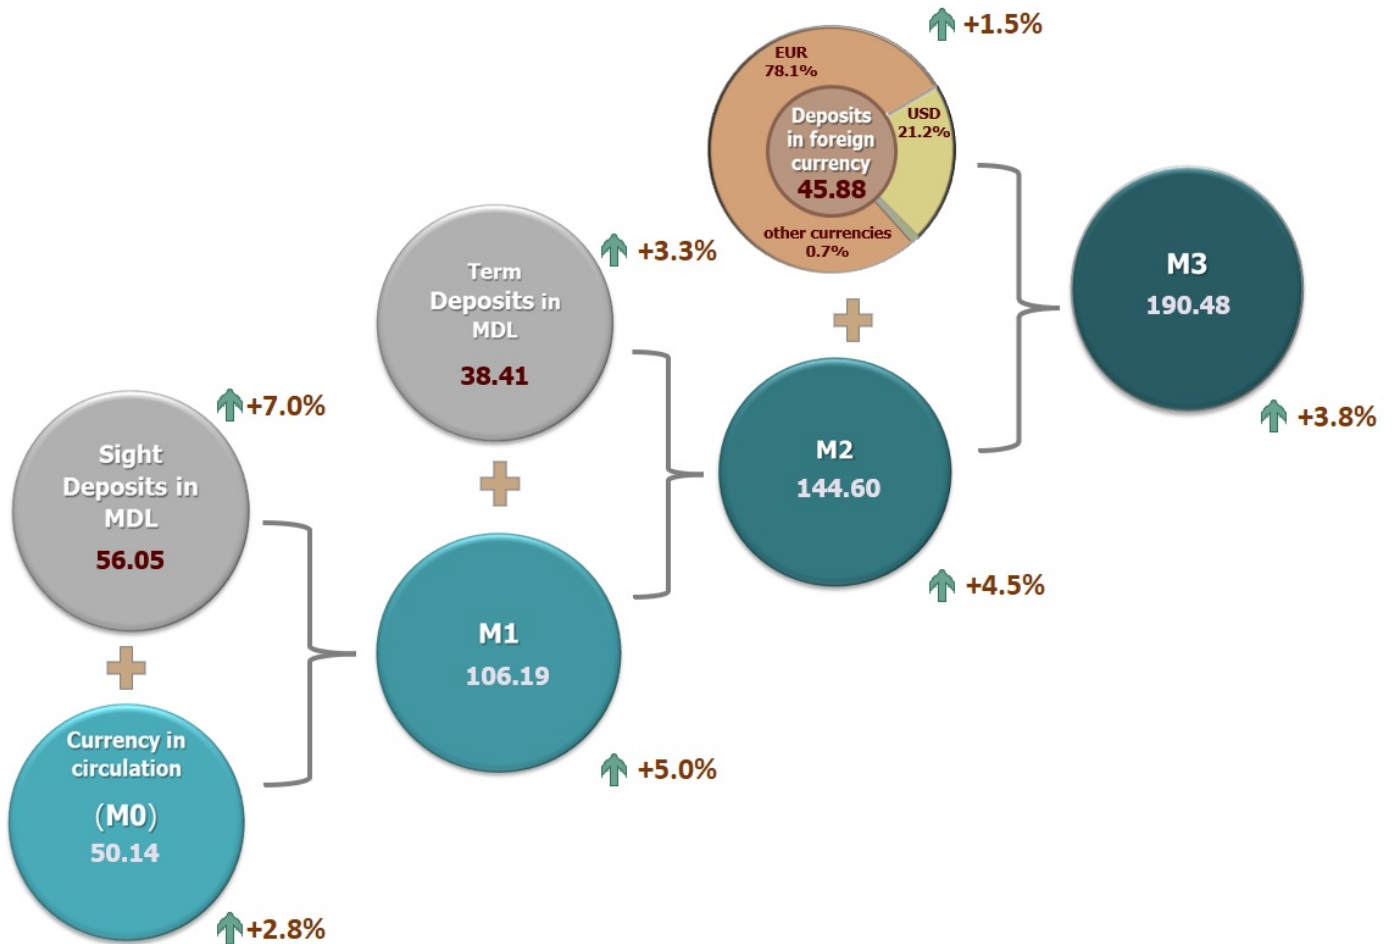 +1.5%
EUR
78.1%
USD
21.2%
Deposits
in foreign
currency
45.88
other currencies
0.7%
M3
190.48
+3.8%
+3.3%
Term
Deposits in
MDL
38.41
M2
144.60
+4.5%
+7.0%
Sight
Deposits in
MDL
56.05
M1
106.19
+5.0%
Currency in
circulation
(M0)
50.14
+2.8%